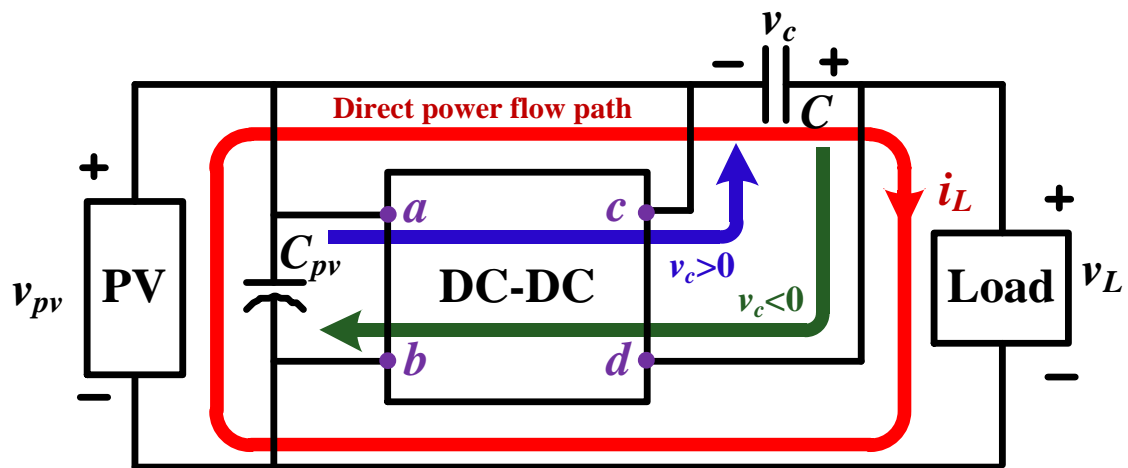 v_c
− +
Direct power flow path
C
+
a
c
i_L
+
C_pv
v_c>0
v_pv
PV
DC-DC
v_c<0
Load
v_L
b
d
−
−